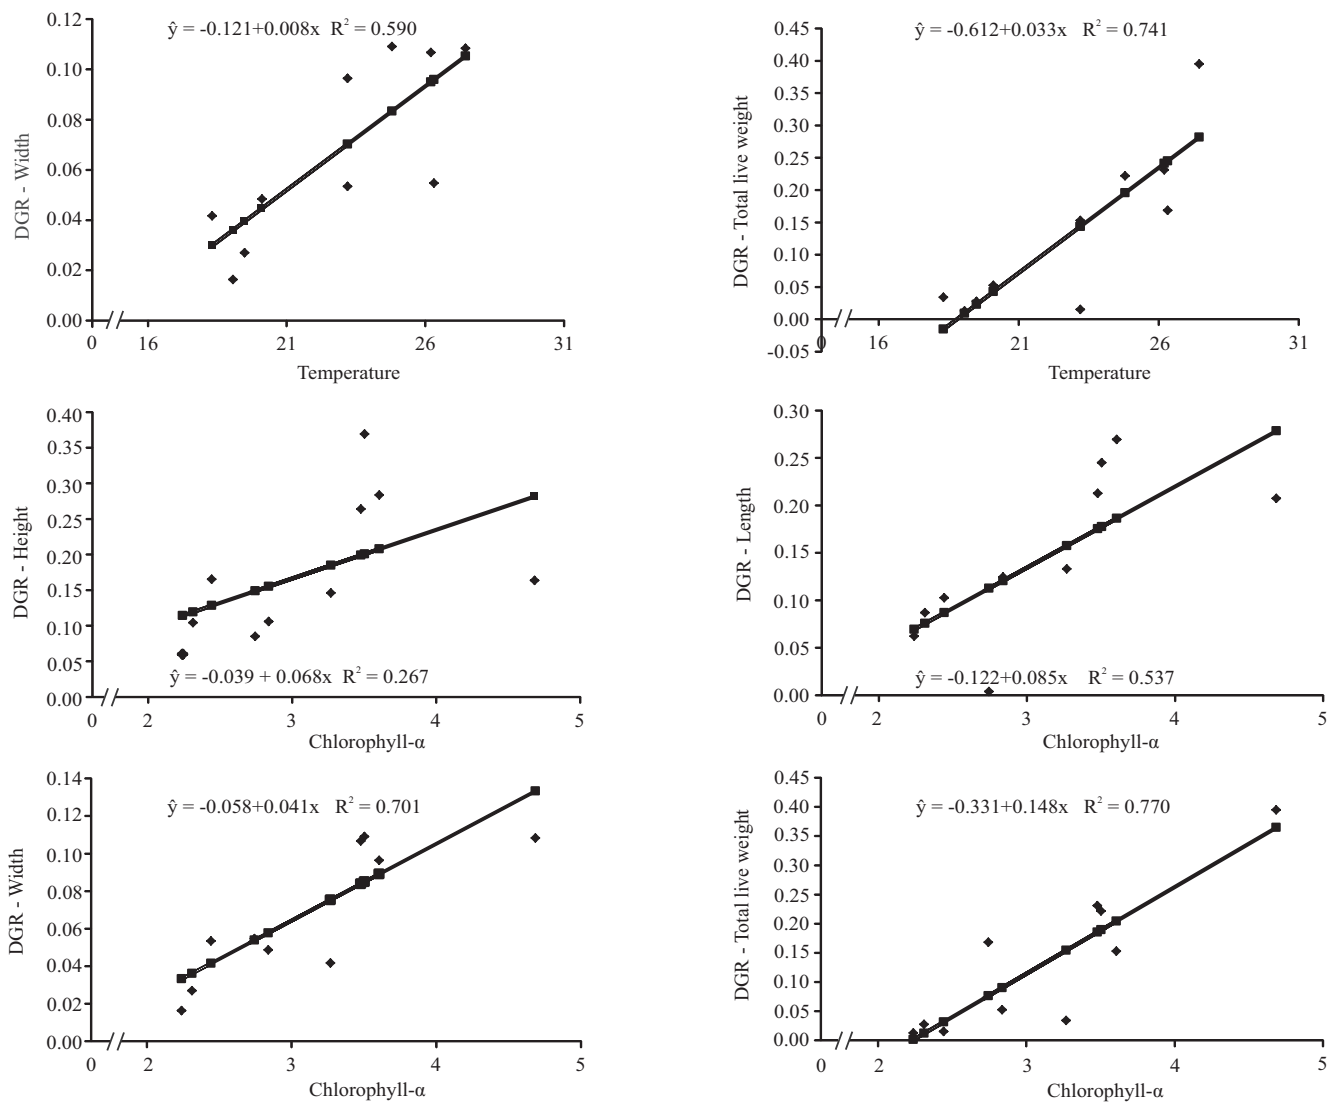 ŷ = -0.121+0.008x R² = 0.590
0.12
0.10
0.08
0.06
0.04
0.02
0.00
DGR - Width
0 16 21 26 31
Temperature
ŷ = -0.612+0.033x R² = 0.741
0.45
0.40
0.35
0.30
0.25
0.20
0.15
0.10
0.05
0.00
-0.05
DGR - Total live weight
0 16 21 26 31
Temperature
0.40
0.35
0.30
0.25
0.20
0.15
0.10
0.05
0.00
DGR - Height
ŷ = -0.039 + 0.068x R² = 0.267
0 2 3 4 5
Chlorophyll-α
0.30
0.25
0.20
0.15
0.10
0.05
0.00
DGR - Length
ŷ = -0.122+0.085x R² = 0.537
0 2 3 4 5
Chlorophyll-α
ŷ = -0.058+0.041x R² = 0.701
0.14
0.12
0.10
0.08
0.06
0.04
0.02
0.00
DGR - Width
0 2 3 4 5
Chlorophyll-α
ŷ = -0.331+0.148x R² = 0.770
0.45
0.40
0.35
0.30
0.25
0.20
0.15
0.10
0.05
0.00
DGR - Total live weight
0 2 3 4 5
Chlorophyll-α